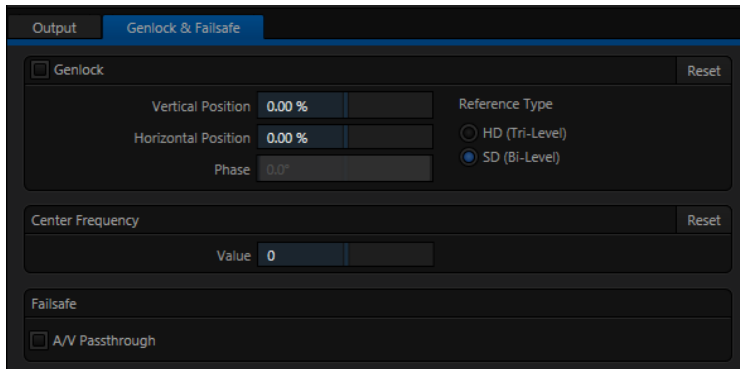 Output Genlock & Failsafe
Genlock Reset
Vertical Position 0.00 % Reference Type
Horizontal Position 0.00 % HD (Tri-Level)
SD (Bi-Level)
Phase 0.0°
Center Frequency Reset
Value 0
Failsafe
A/V Passthrough